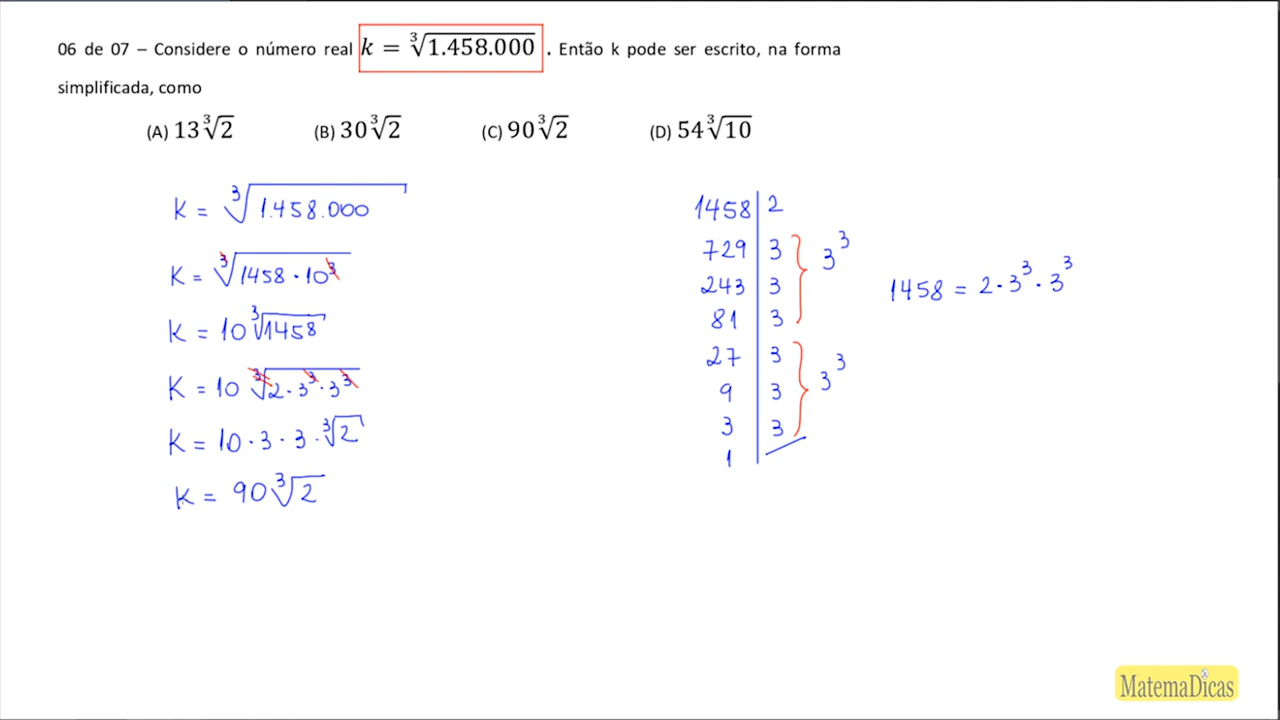 06 de 07 – Considere o número real k = ∛1.458.000 . Então k pode ser escrito, na forma
simplificada, como
(A) 13∛2 (B) 30∛2 (C) 90∛2 (D) 54∛10
K = ∛1.458.000
K = ∛1458 · 10³
K = 10∛1458
K = 10 ∛2 · 3³ · 3³
K = 10 · 3 · 3 · ∛2
K = 90∛2
1458 | 2
729 | 3
243 | 3
81 | 3
3³
27 | 3
9 | 3
3 | 3
3³
1
1458 = 2 · 3³ · 3³
MatemaDicas